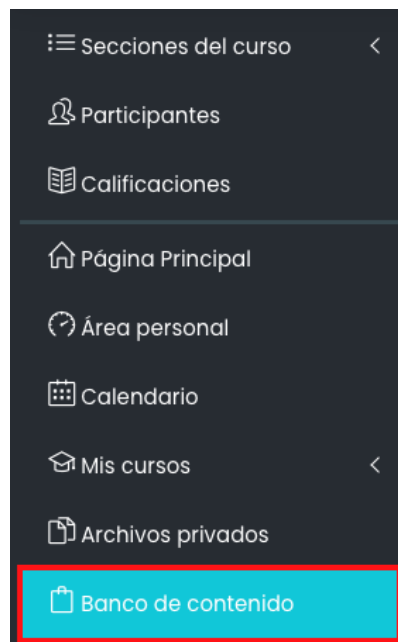 Secciones del curso
Participantes
Calificaciones
Página Principal
Área personal
Calendario
Mis cursos
Archivos privados
Banco de contenido